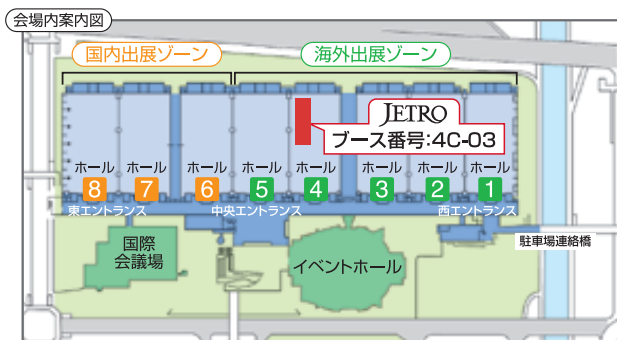 会場内案内図
国内出展ゾーン
海外出展ゾーン
JETRO
ブース番号:4C-03
ホール
8
ホール
7
ホール
6
ホール
5
ホール
4
ホール
3
ホール
2
ホール
1
東エントランス
中央エントランス
西エントランス
国際
会議場
イベントホール
駐車場連絡橋